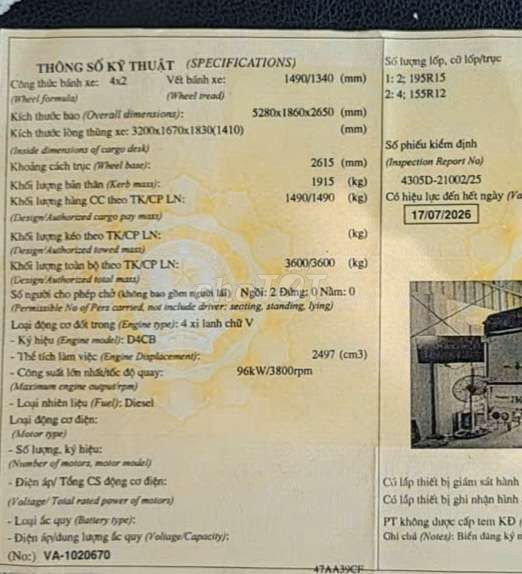 THÔNG SỐ KỸ THUẬT (SPECIFICATIONS)
Công thức bánh xe: 4x2 Vết bánh xe: 1490/1340 (mm)
(Wheel formula) (Wheel tread)
Kích thước bao (Overall dimensions): 5280x1860x2650 (mm)
Kích thước lòng thùng xe: 3200x1670x1830(1410) (mm)
(Inside dimensions of cargo desk)
Khoảng cách trục (Wheel base): 2615 (mm)
Khối lượng bản thân (Kerb mass): 1915 (kg)
Khối lượng hàng CC theo TK/CP LN: 1490/1490 (kg)
(Design/Authorized cargo pay mass)
Khối lượng kéo theo TK/CP LN: (kg)
(Design/Authorized towed mass)
Khối lượng toàn bộ theo TK/CP LN: 3600/3600 (kg)
(Design/Authorized total mass)
Số người cho phép chở (không bao gồm người lái) Ngồi: 2 Đứng: 0 Nằm: 0
(Permissible No of Pers carried, not include driver: seating, standing, lying)
Loại động cơ đốt trong (Engine type): 4 xi lanh chữ V
- Ký hiệu (Engine model): D4CB
- Thể tích làm việc (Engine Displacement): 2497 (cm3)
- Công suất lớn nhất/tốc độ quay: 96kW/3800rpm
(Maximum engine output/rpm)
- Loại nhiên liệu (Fuel): Diesel
Loại động cơ điện:
(Motor type)
- Số lượng, ký hiệu:
(Number of motors, motor model)
- Điện áp/ Tổng CS động cơ điện:
(Voltage/ Total rated power of motors)
- Loại ắc quy (Battery type):
- Điện áp/dung lượng ắc quy (Voltage/Capacity):
(No:) VA-1020670
Số lượng lốp, cỡ lốp/trục
1: 2; 195R15
2: 4; 155R12
Số phiếu kiểm định
(Inspection Report No)
4305D-21002/25
Có hiệu lực đến hết ngày (Va
17/07/2026
Có lắp thiết bị giám sát hành
Có lắp thiết bị ghi nhận hình
PT không được cấp tem KĐ
Ghi chú (Notes): Biển đăng ký n
47AA39CF